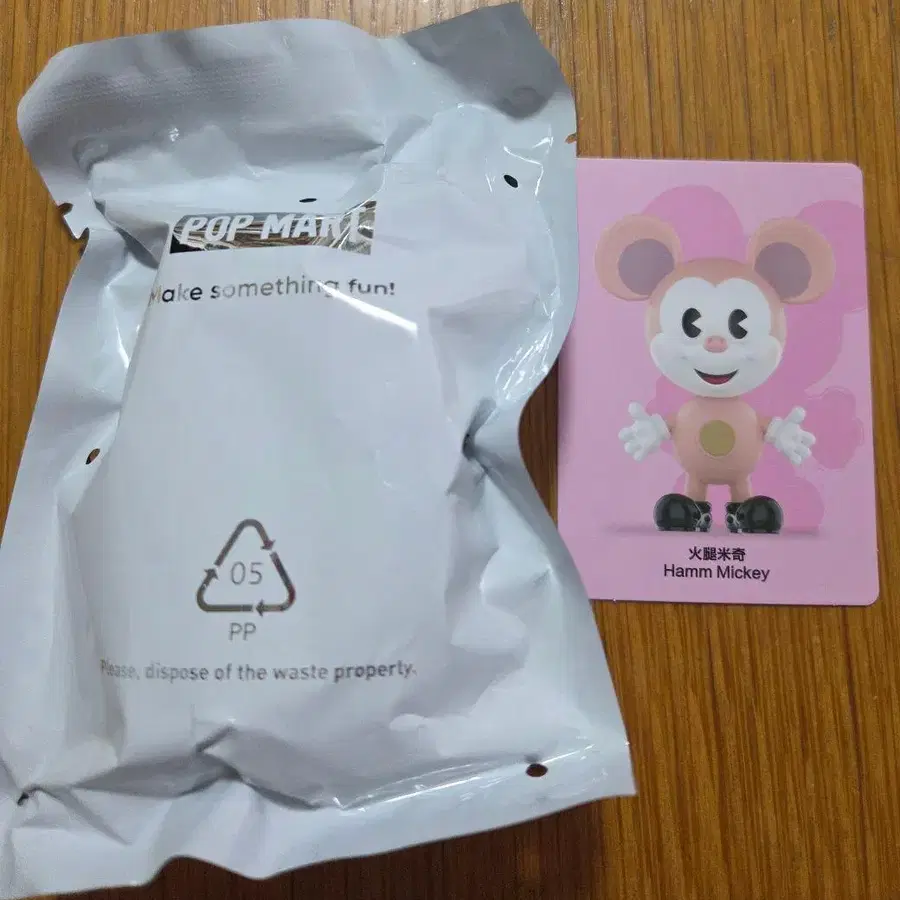 POP MART
Make something fun!
05
PP
Please, dispose of the waste property.
火腿米奇
Hamm Mickey